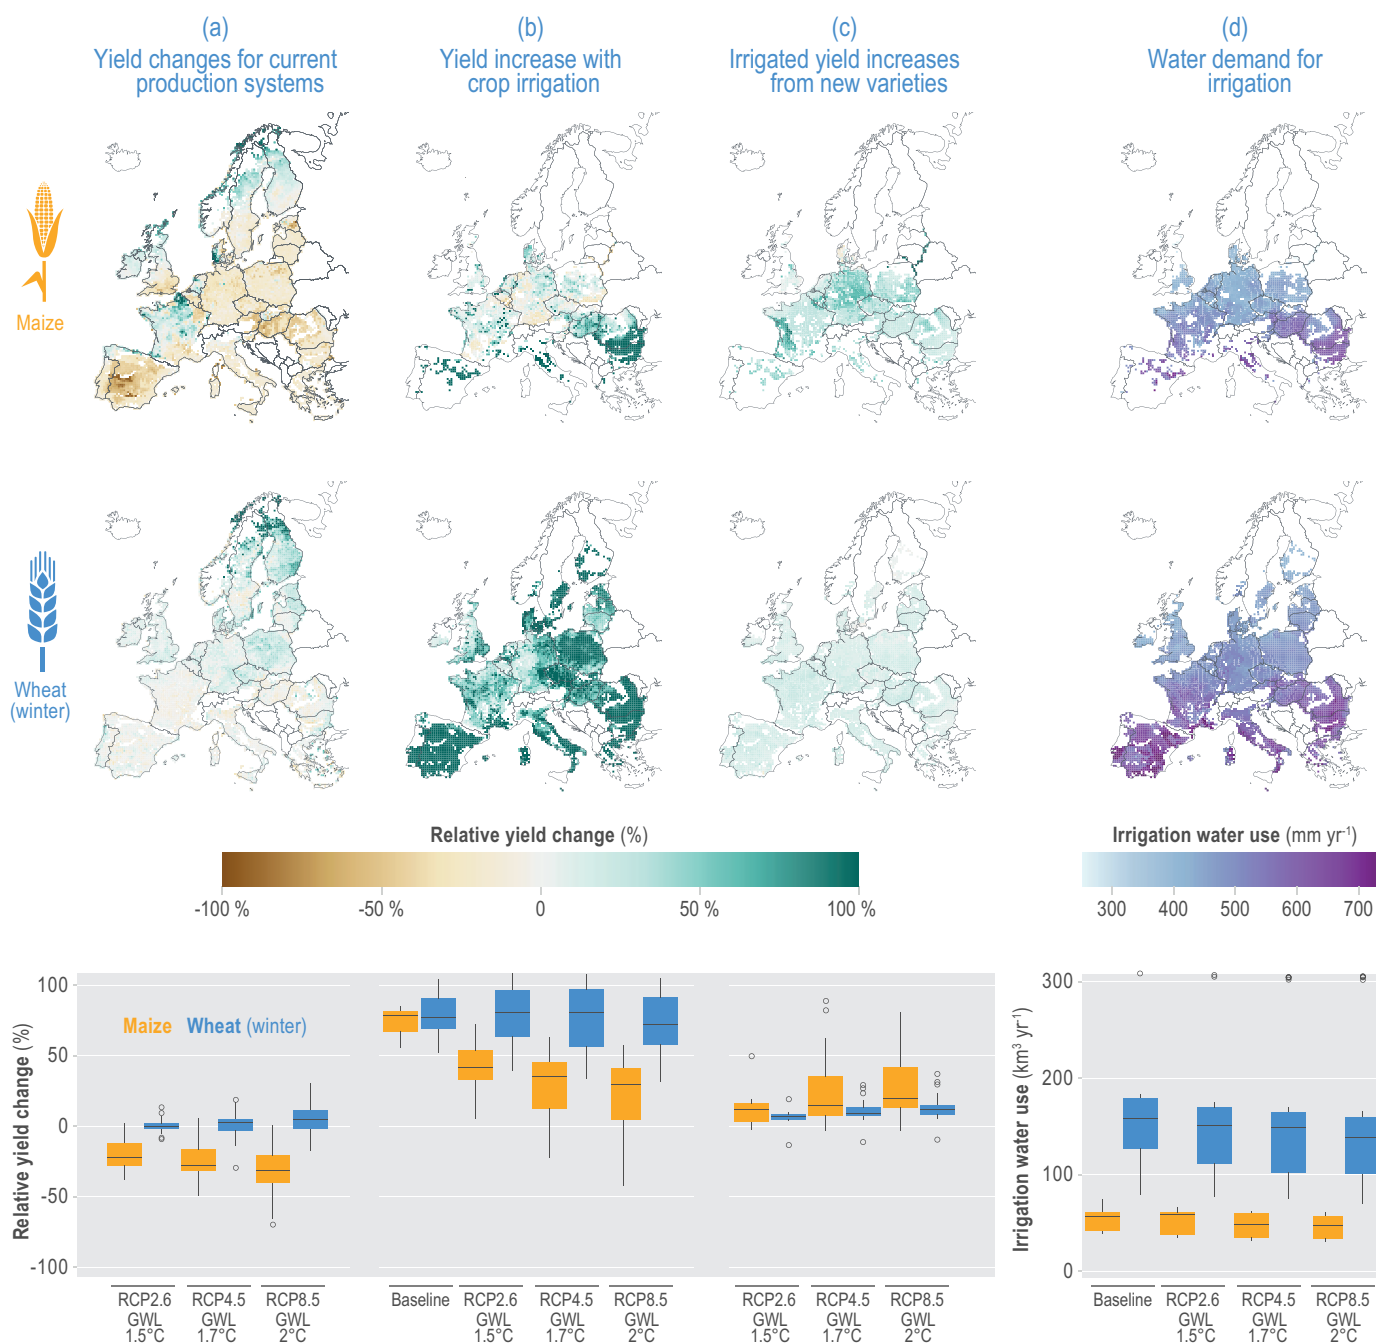 (a)
Yield changes for current
production systems
(b)
Yield increase with
crop irrigation
(c)
Irrigated yield increases
from new varieties
(d)
Water demand for
irrigation
Maize
Wheat
(winter)
Relative yield change (%)
-100 %
-50 %
0
50 %
100 %
Irrigation water use (mm yr⁻¹)
300
400
500
600
700
Relative yield change (%)
100
50
0
-50
-100
Maize Wheat (winter)
RCP2.6
GWL
1.5°C
RCP4.5
GWL
1.7°C
RCP8.5
GWL
2°C
Baseline
RCP2.6
GWL
1.5°C
RCP4.5
GWL
1.7°C
RCP8.5
GWL
2°C
RCP2.6
GWL
1.5°C
RCP4.5
GWL
1.7°C
RCP8.5
GWL
2°C
Irrigation water use (km³ yr⁻¹)
300
200
100
0
Baseline
RCP2.6
GWL
1.5°C
RCP4.5
GWL
1.7°C
RCP8.5
GWL
2°C